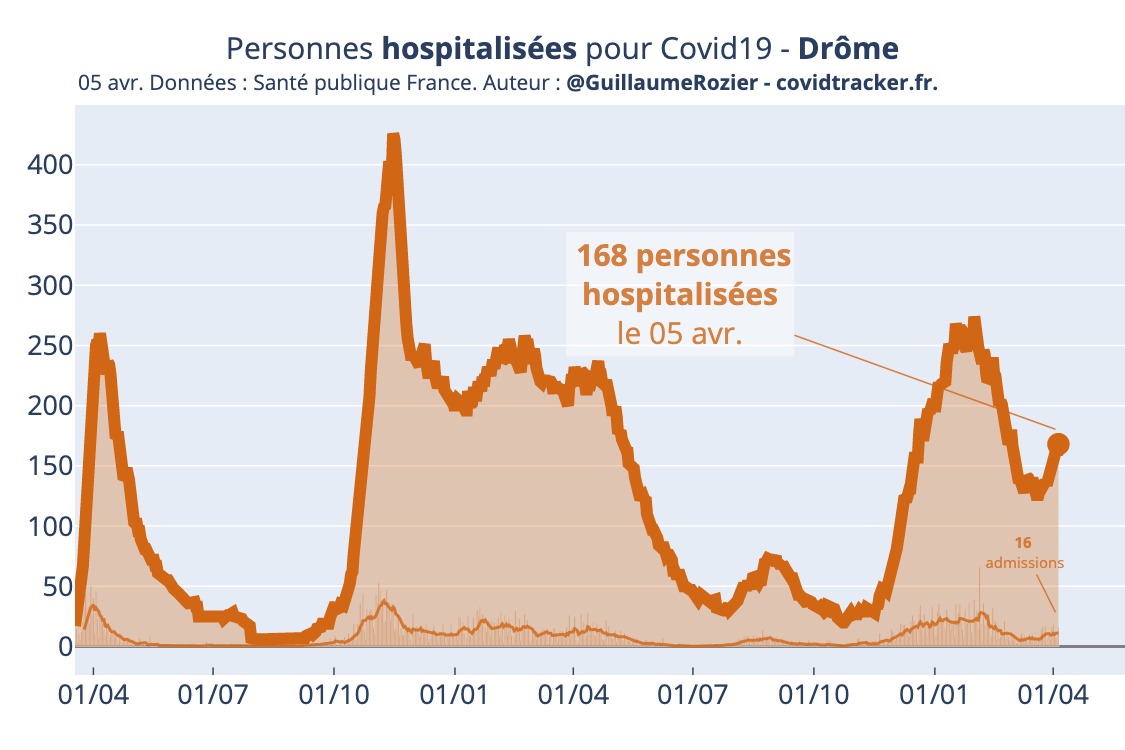 Personnes hospitalisées pour Covid19 - Drôme
05 avr. Données : Santé publique France. Auteur : @GuillaumeRozier - covidtracker.fr.
400
350
300
250
200
150
100
50
0
168 personnes
hospitalisées
le 05 avr.
16
admissions
01/04 01/07 01/10 01/01 01/04 01/07 01/10 01/01 01/04